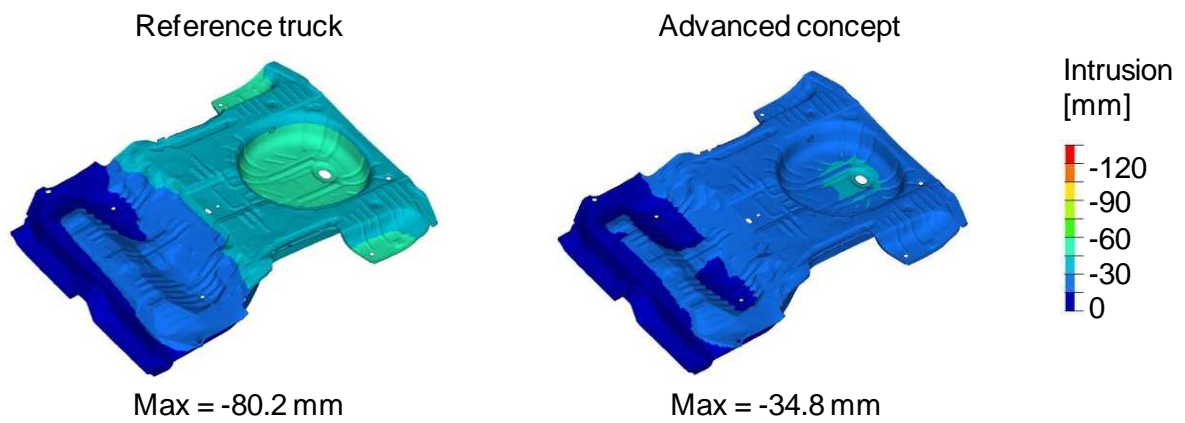 Reference truck
Advanced concept
Intrusion
[mm]
-120
-90
-60
-30
0
Max = -80.2 mm
Max = -34.8 mm